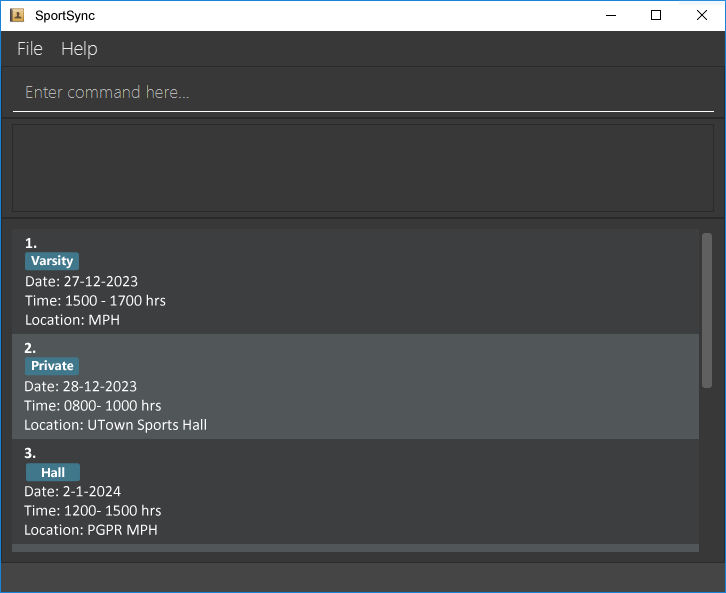 SportSync
File Help
Enter command here...
1.
Varsity
Date: 27-12-2023
Time: 1500 - 1700 hrs
Location: MPH
2.
Private
Date: 28-12-2023
Time: 0800- 1000 hrs
Location: UTown Sports Hall
3.
Hall
Date: 2-1-2024
Time: 1200- 1500 hrs
Location: PGPR MPH